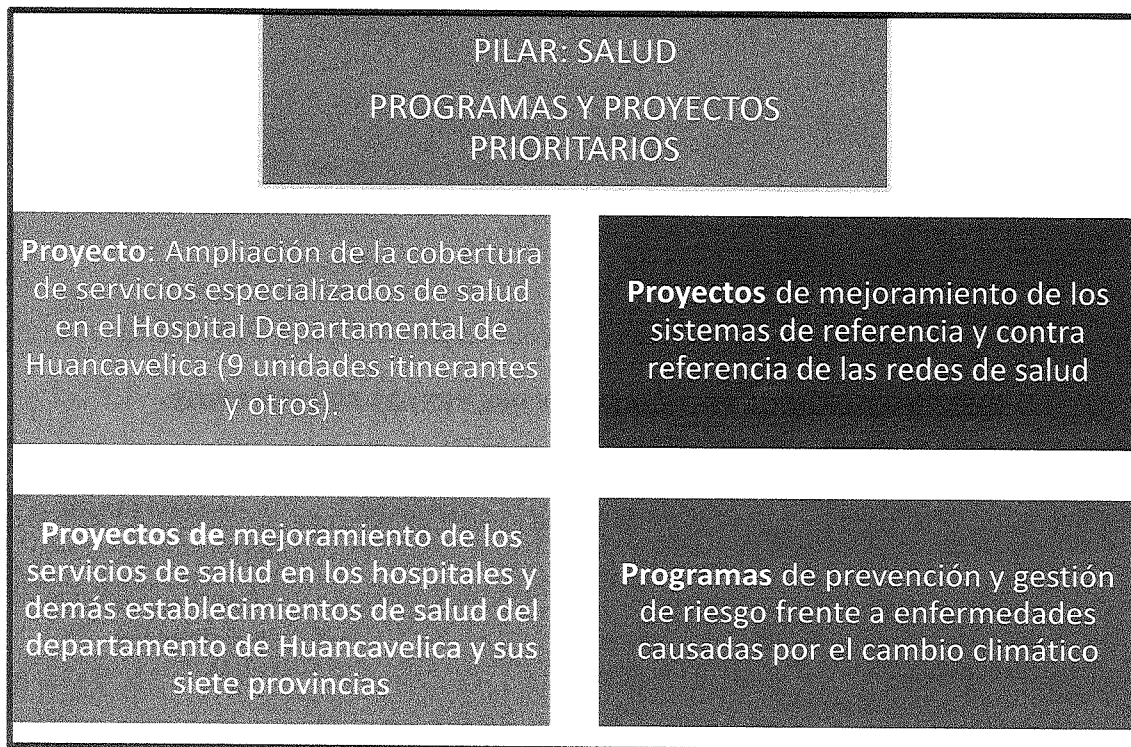 PILAR: SALUD
PROGRAMAS Y PROYECTOS
PRIORITARIOS
Proyecto: Ampliación de la cobertura
de servicios especializados de salud
en el Hospital Departamental de
Huancavelica (9 unidades itinerantes
y otros).
Proyectos de mejoramiento de los
sistemas de referencia y contra
referencia de las redes de salud
Proyectos de mejoramiento de los
servicios de salud en los hospitales y
demás establecimientos de salud del
departamento de Huancavelica y sus
siete provincias
Programas de prevención y gestión
de riesgo frente a enfermedades
causadas por el cambio climático